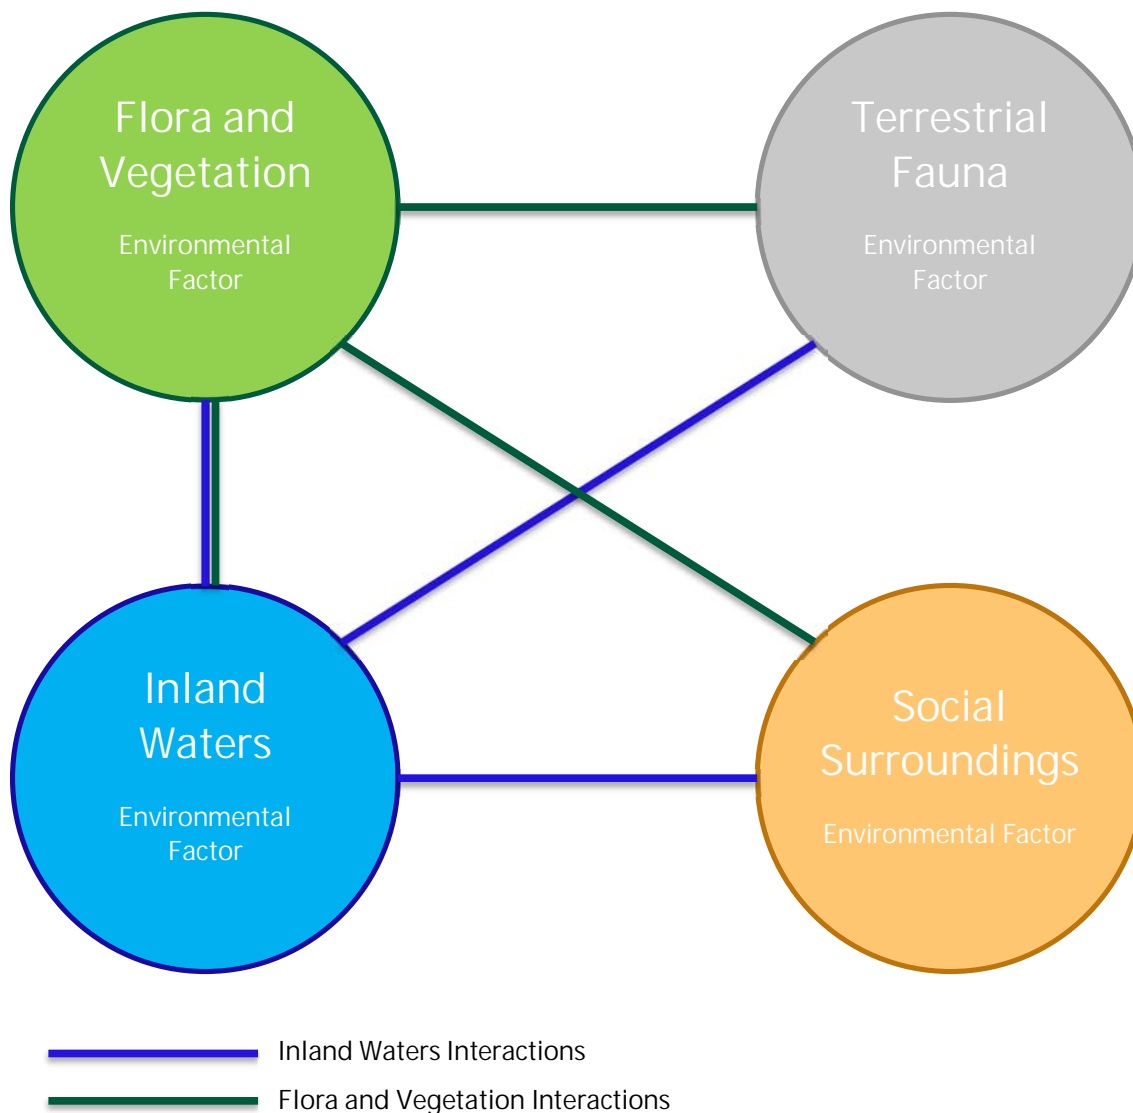 Flora and
Vegetation
Environmental
Factor
Terrestrial
Fauna
Environmental
Factor
Inland
Waters
Environmental
Factor
Social
Surroundings
Environmental Factor
Inland Waters Interactions
Flora and Vegetation Interactions